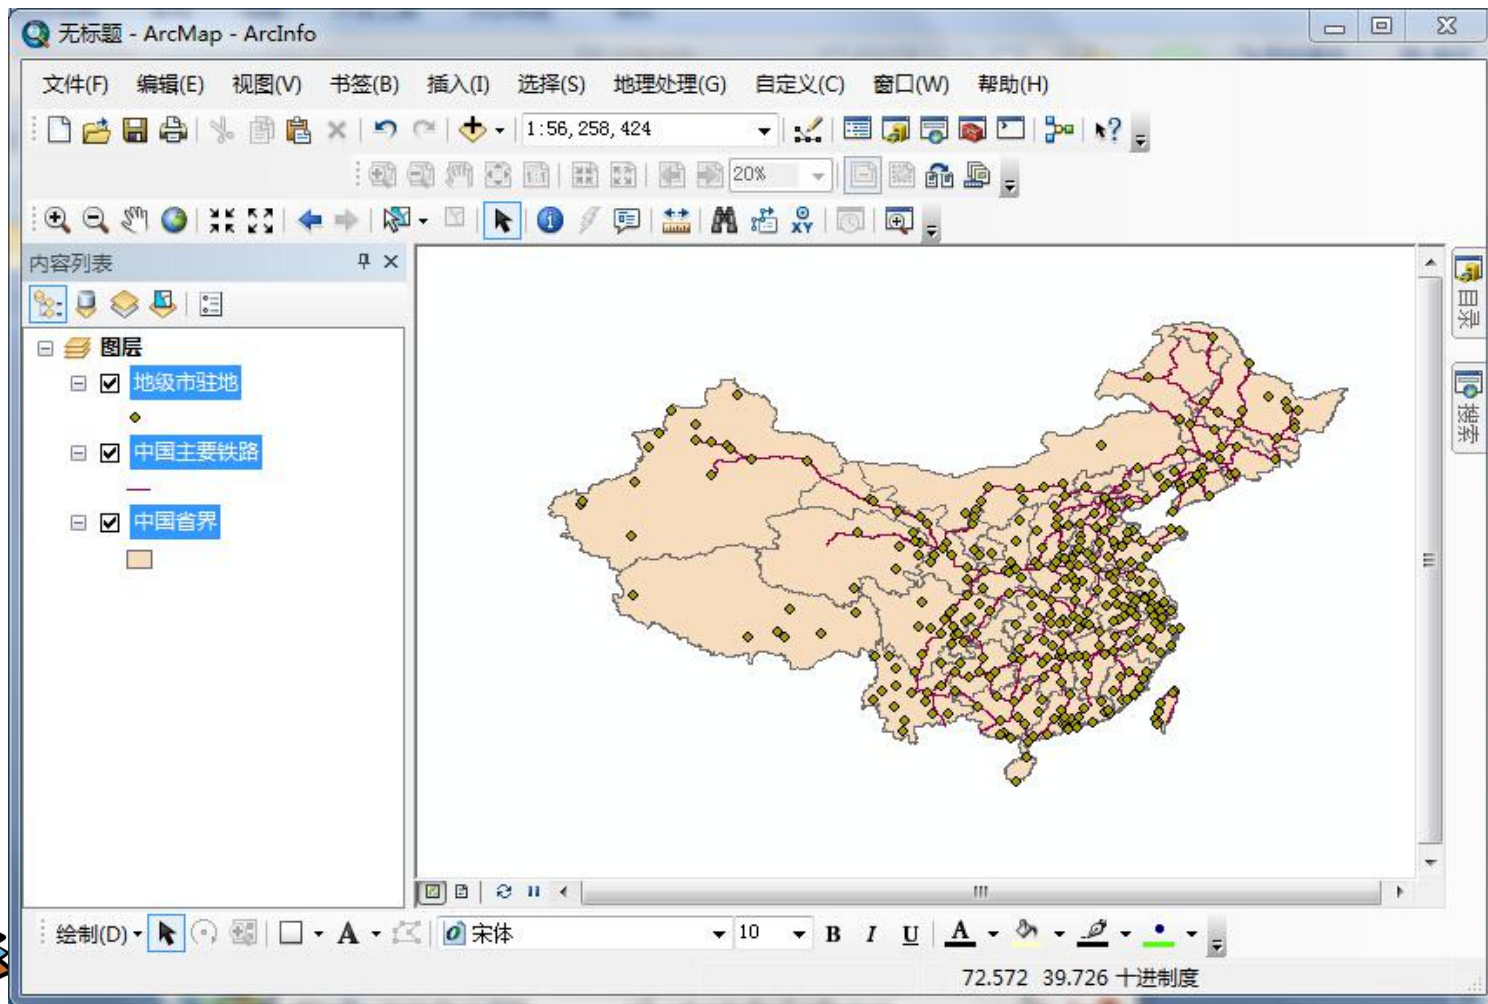 无标题 - ArcMap - ArcInfo
文件(F) 编辑(E) 视图(V) 书签(B) 插入(I) 选择(S) 地理处理(G) 自定义(C) 窗口(W) 帮助(H)
1:56,258,424
20%
内容列表
图层
地级市驻地
中国主要铁路
中国省界
目录
搜索
绘制(D) A 宋体 10 B I U A
72.572 39.726 十进制度